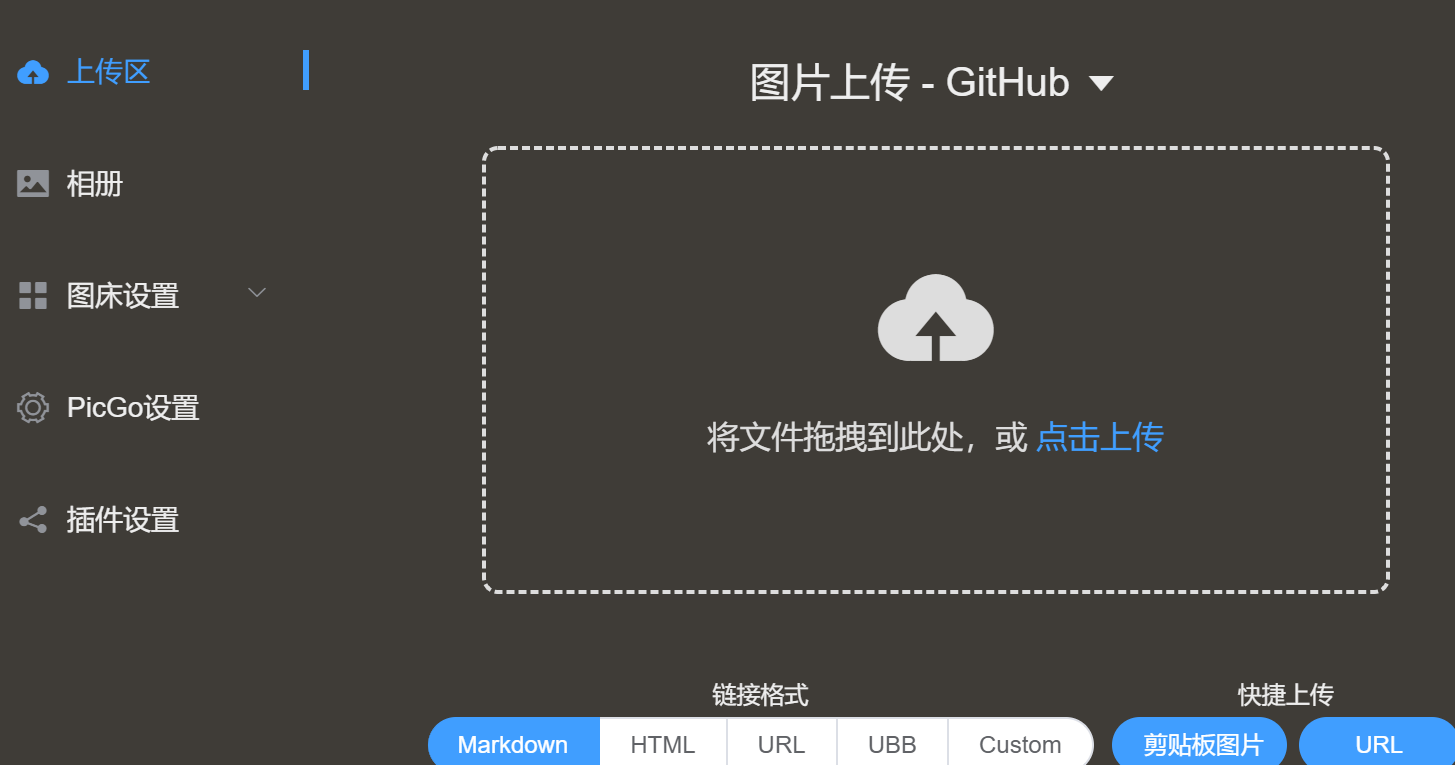 上传区
相册
图床设置
PicGo设置
插件设置
图片上传 - GitHub
将文件拖拽到此处，或 点击上传
链接格式
Markdown HTML URL UBB Custom
快捷上传
剪贴板图片 URL